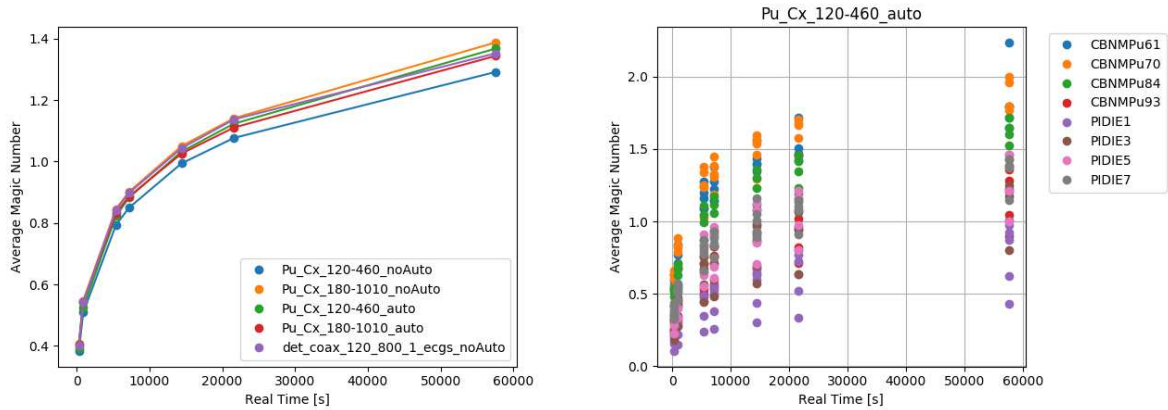 1.4
1.2
1.0
0.8
0.6
0.4
Average Magic Number
0
10000
20000
30000
40000
50000
60000
Real Time [s]
Pu_Cx_120-460_noAuto
Pu_Cx_180-1010_noAuto
Pu_Cx_120-460_auto
Pu_Cx_180-1010_auto
det_coax_120_800_1_ecgs_noAuto
Pu_Cx_120-460_auto
2.0
1.5
1.0
0.5
0.0
Average Magic Number
0
10000
20000
30000
40000
50000
60000
Real Time [s]
CBNMPu61
CBNMPu70
CBNMPu84
CBNMPu93
PIDIE1
PIDIE3
PIDIE5
PIDIE7